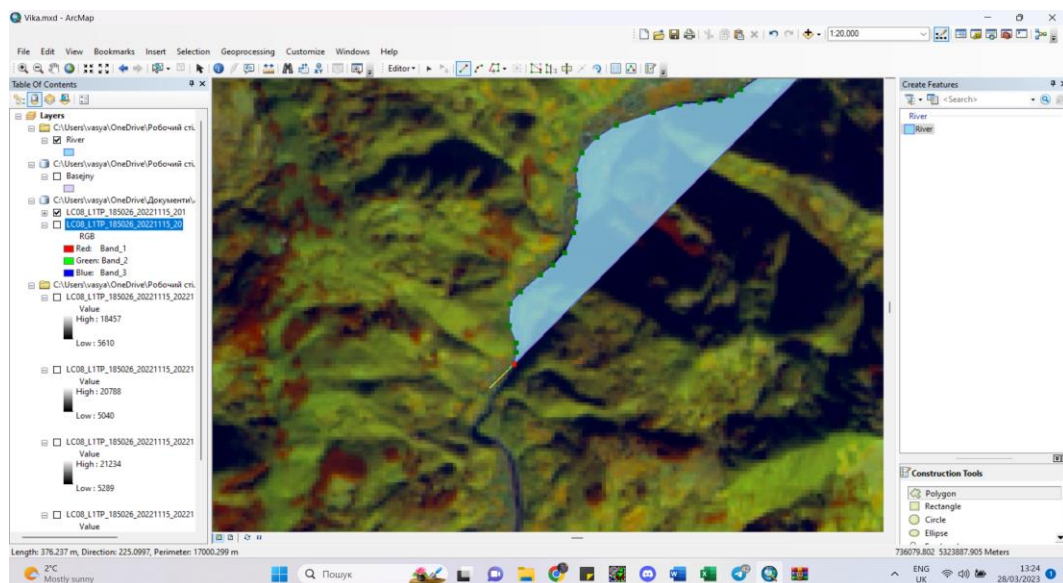 Vika.mxd - ArcMap
1:20.000
File Edit View Bookmarks Insert Selection Geoprocessing Customize Windows Help
Editor
Table Of Contents
Layers
C:\Users\vasya\OneDrive\Робочий сті
River
C:\Users\vasya\OneDrive\Робочий сті
Basejny
C:\Users\vasya\OneDrive\Документи\
LC08_L1TP_185026_20221115_201
LC08_L1TP_185026_20221115_20
RGB
Red: Band_1
Green: Band_2
Blue: Band_3
C:\Users\vasya\OneDrive\Робочий сті
LC08_L1TP_185026_20221115_20221
Value
High : 18457
Low : 5610
LC08_L1TP_185026_20221115_20221
Value
High : 20788
Low : 5040
LC08_L1TP_185026_20221115_20221
Value
High : 21234
Low : 5289
LC08_L1TP_185026_20221115_20221
Value
Create Features
<Search>
River
River
Construction Tools
Polygon
Rectangle
Circle
Ellipse
Length: 376.237 m, Direction: 225.0997, Perimeter: 17000.299 m
736079.802 5323887.905 Meters
2°C
Mostly sunny
Пошук
ENG
UK
13:24
28/03/2023